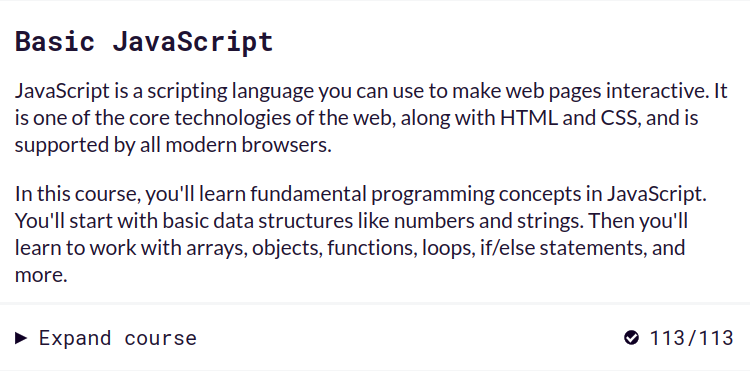 Basic JavaScript
JavaScript is a scripting language you can use to make web pages interactive. It
is one of the core technologies of the web, along with HTML and CSS, and is
supported by all modern browsers.
In this course, you'll learn fundamental programming concepts in JavaScript.
You'll start with basic data structures like numbers and strings. Then you'll
learn to work with arrays, objects, functions, loops, if/else statements, and
more.
Expand course 113/113